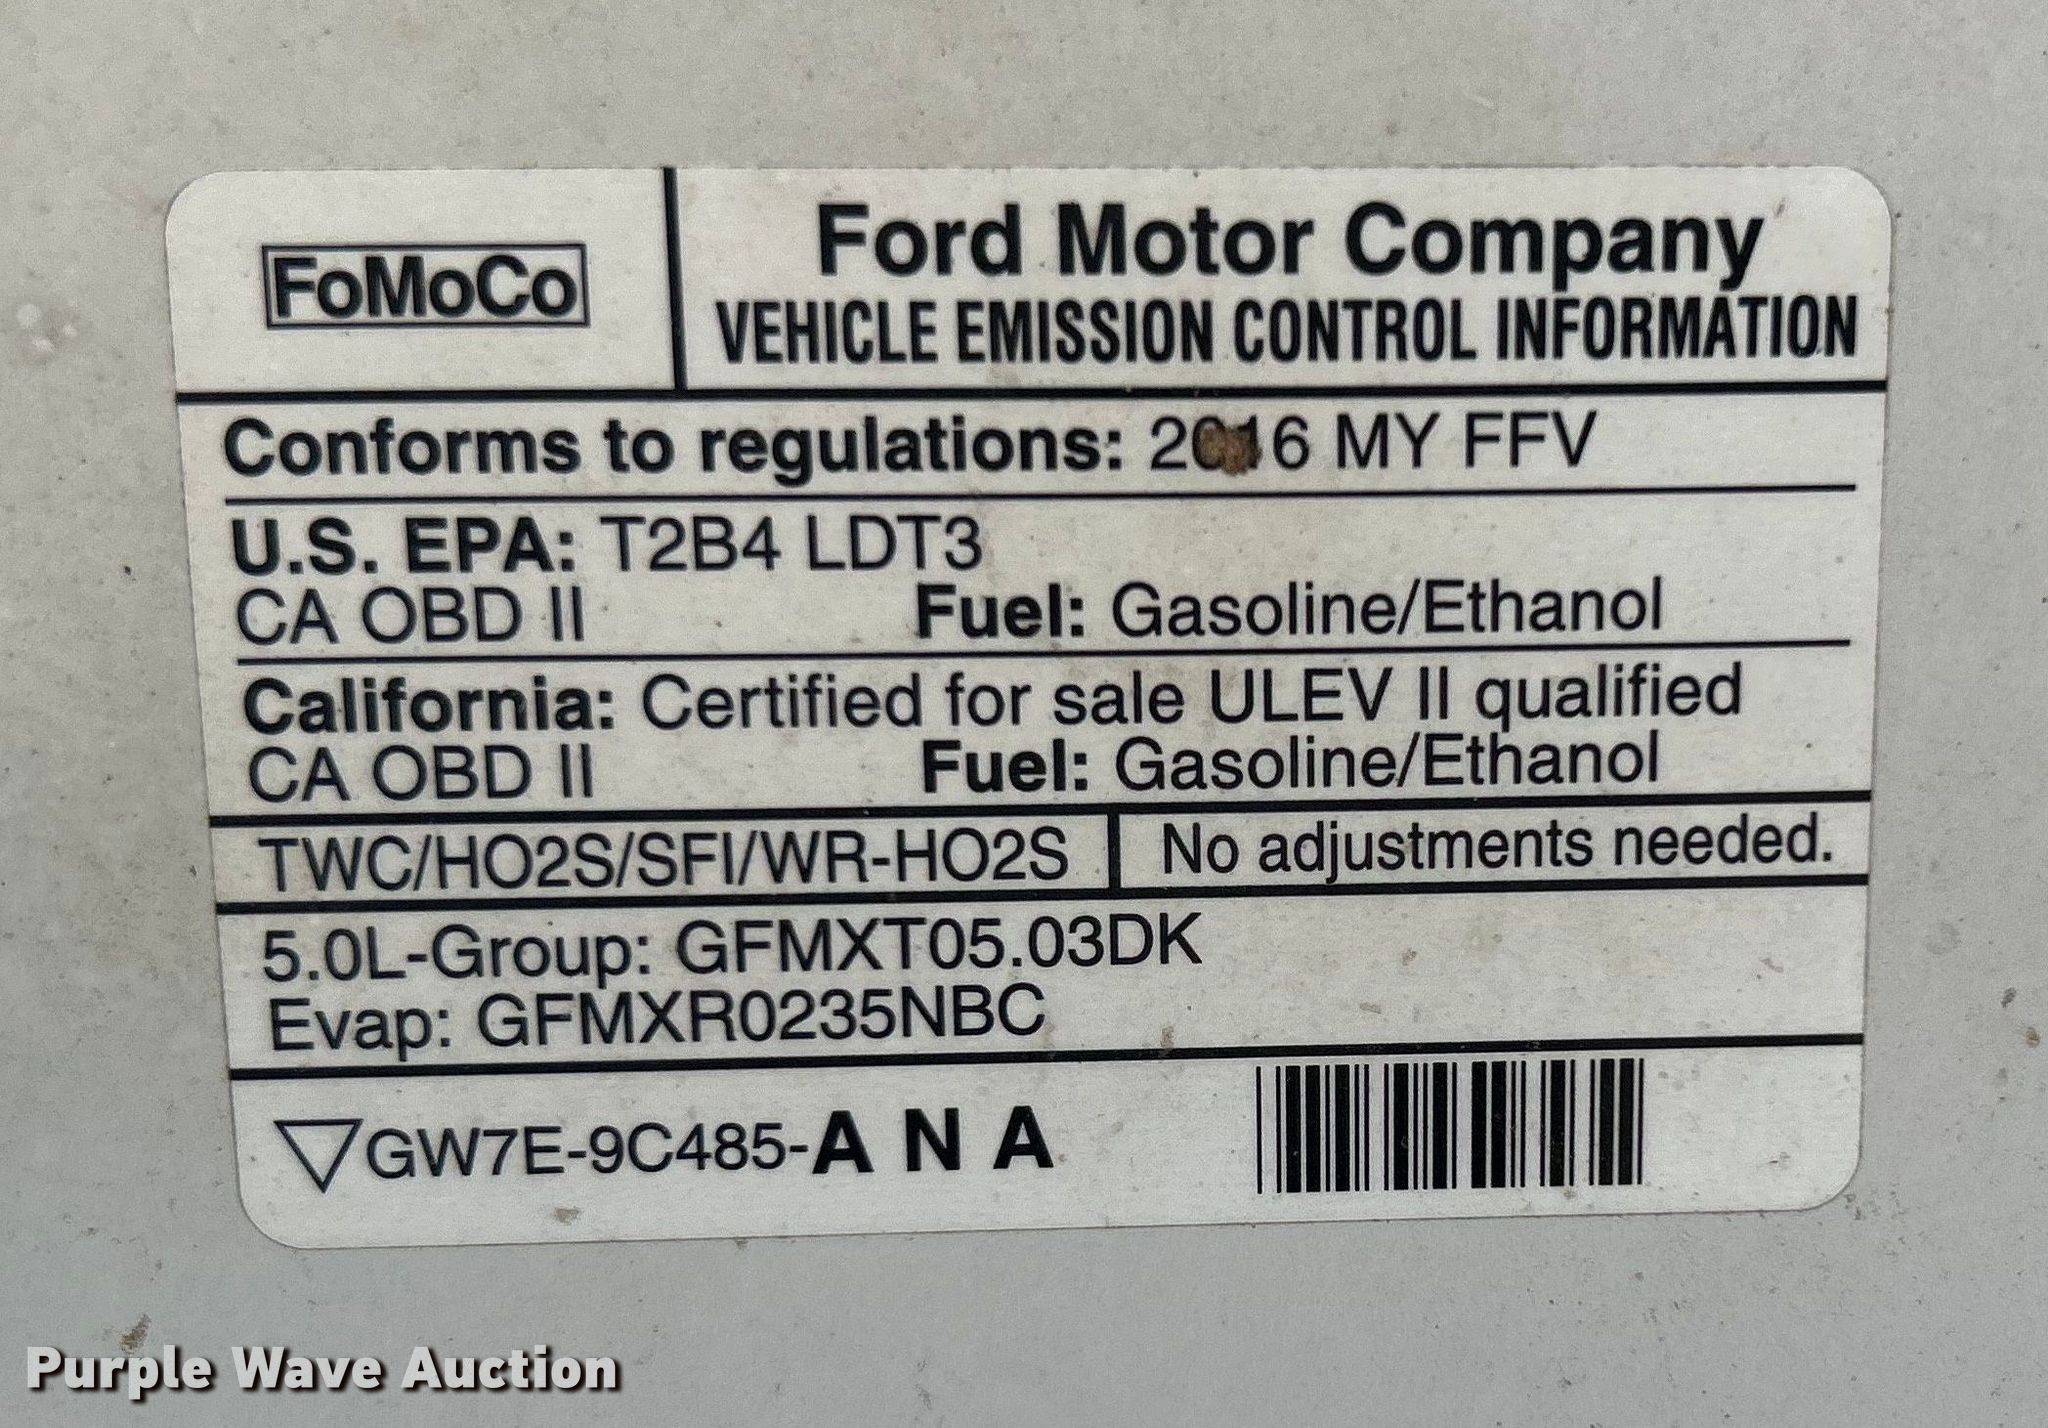 FoMoCo
Ford Motor Company
VEHICLE EMISSION CONTROL INFORMATION
Conforms to regulations: 2016 MY FFV
U.S. EPA: T2B4 LDT3
CA OBD II Fuel: Gasoline/Ethanol
California: Certified for sale ULEV II qualified
CA OBD II Fuel: Gasoline/Ethanol
TWC/HO2S/SFI/WR-HO2S No adjustments needed.
5.0L-Group: GFMXT05.03DK
Evap: GFMXR0235NBC
GW7E-9C485-A N A
Purple Wave Auction